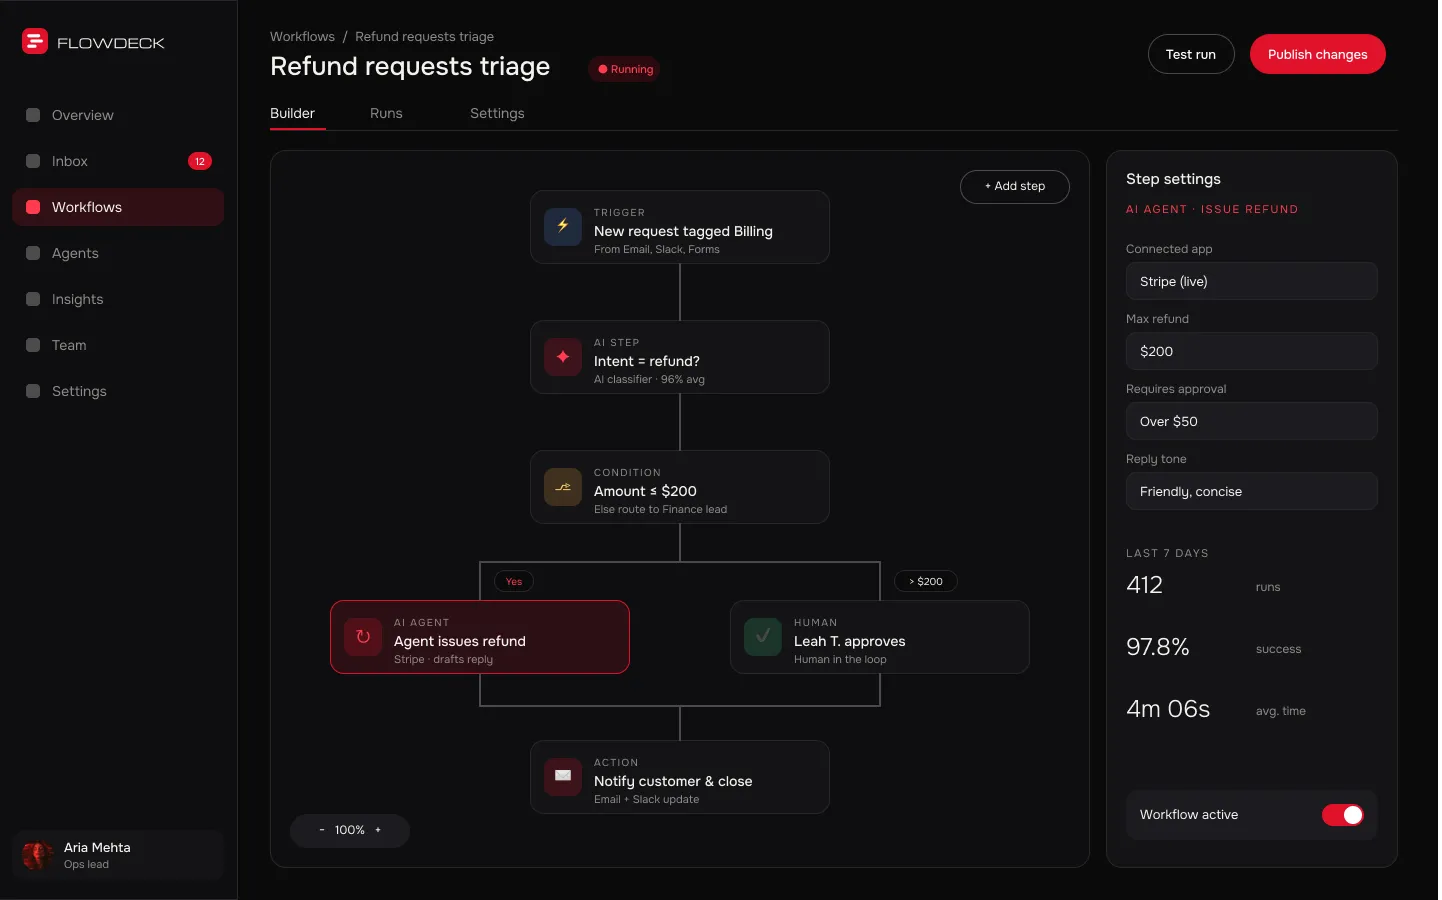 FLOWDECK
Overview
Inbox 12
Workflows
Agents
Insights
Team
Settings
Aria Mehta
Ops lead
Workflows / Refund requests triage
Refund requests triage
Running
Test run
Publish changes
Builder Runs Settings
+ Add step
TRIGGER
New request tagged Billing
From Email, Slack, Forms
AI STEP
Intent = refund?
AI classifier · 96% avg
CONDITION
Amount ≤ $200
Else route to Finance lead
Yes
> $200
AI AGENT
Agent issues refund
Stripe · drafts reply
HUMAN
Leah T. approves
Human in the loop
ACTION
Notify customer & close
Email + Slack update
- 100% +
Step settings
AI AGENT · ISSUE REFUND
Connected app
Stripe (live)
Max refund
$200
Requires approval
Over $50
Reply tone
Friendly, concise
LAST 7 DAYS
412 runs
97.8% success
4m 06s avg. time
Workflow active